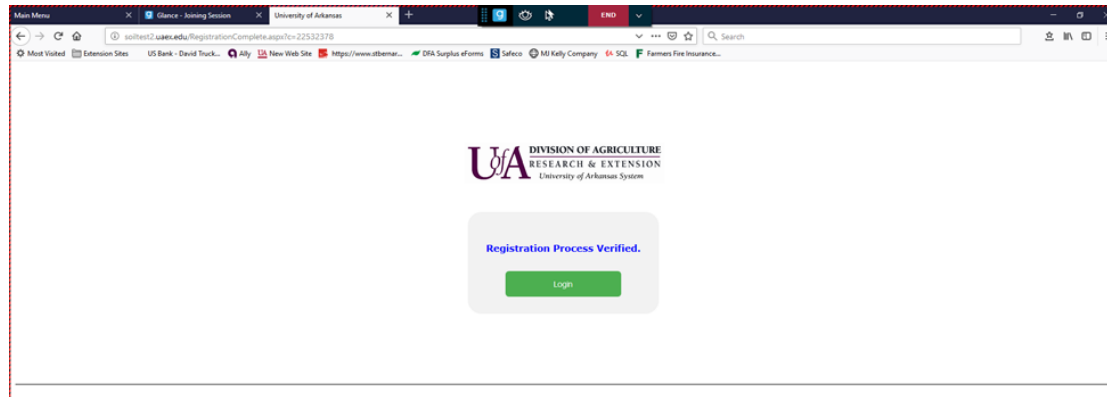 Main Menu
Glance - Joining Session
University of Arkansas
END
soiltest2.uaex.edu/RegistrationComplete.aspx?c=22532378
Search
Most Visited
Extension Sites
US Bank - David Truck...
Ally
New Web Site
https://www.stbernar...
DFA Surplus eForms
Safeco
MJ Kelly Company
SQL
Farmers Fire Insurance...
UofA
DIVISION OF AGRICULTURE
RESEARCH & EXTENSION
University of Arkansas System
Registration Process Verified.
Login